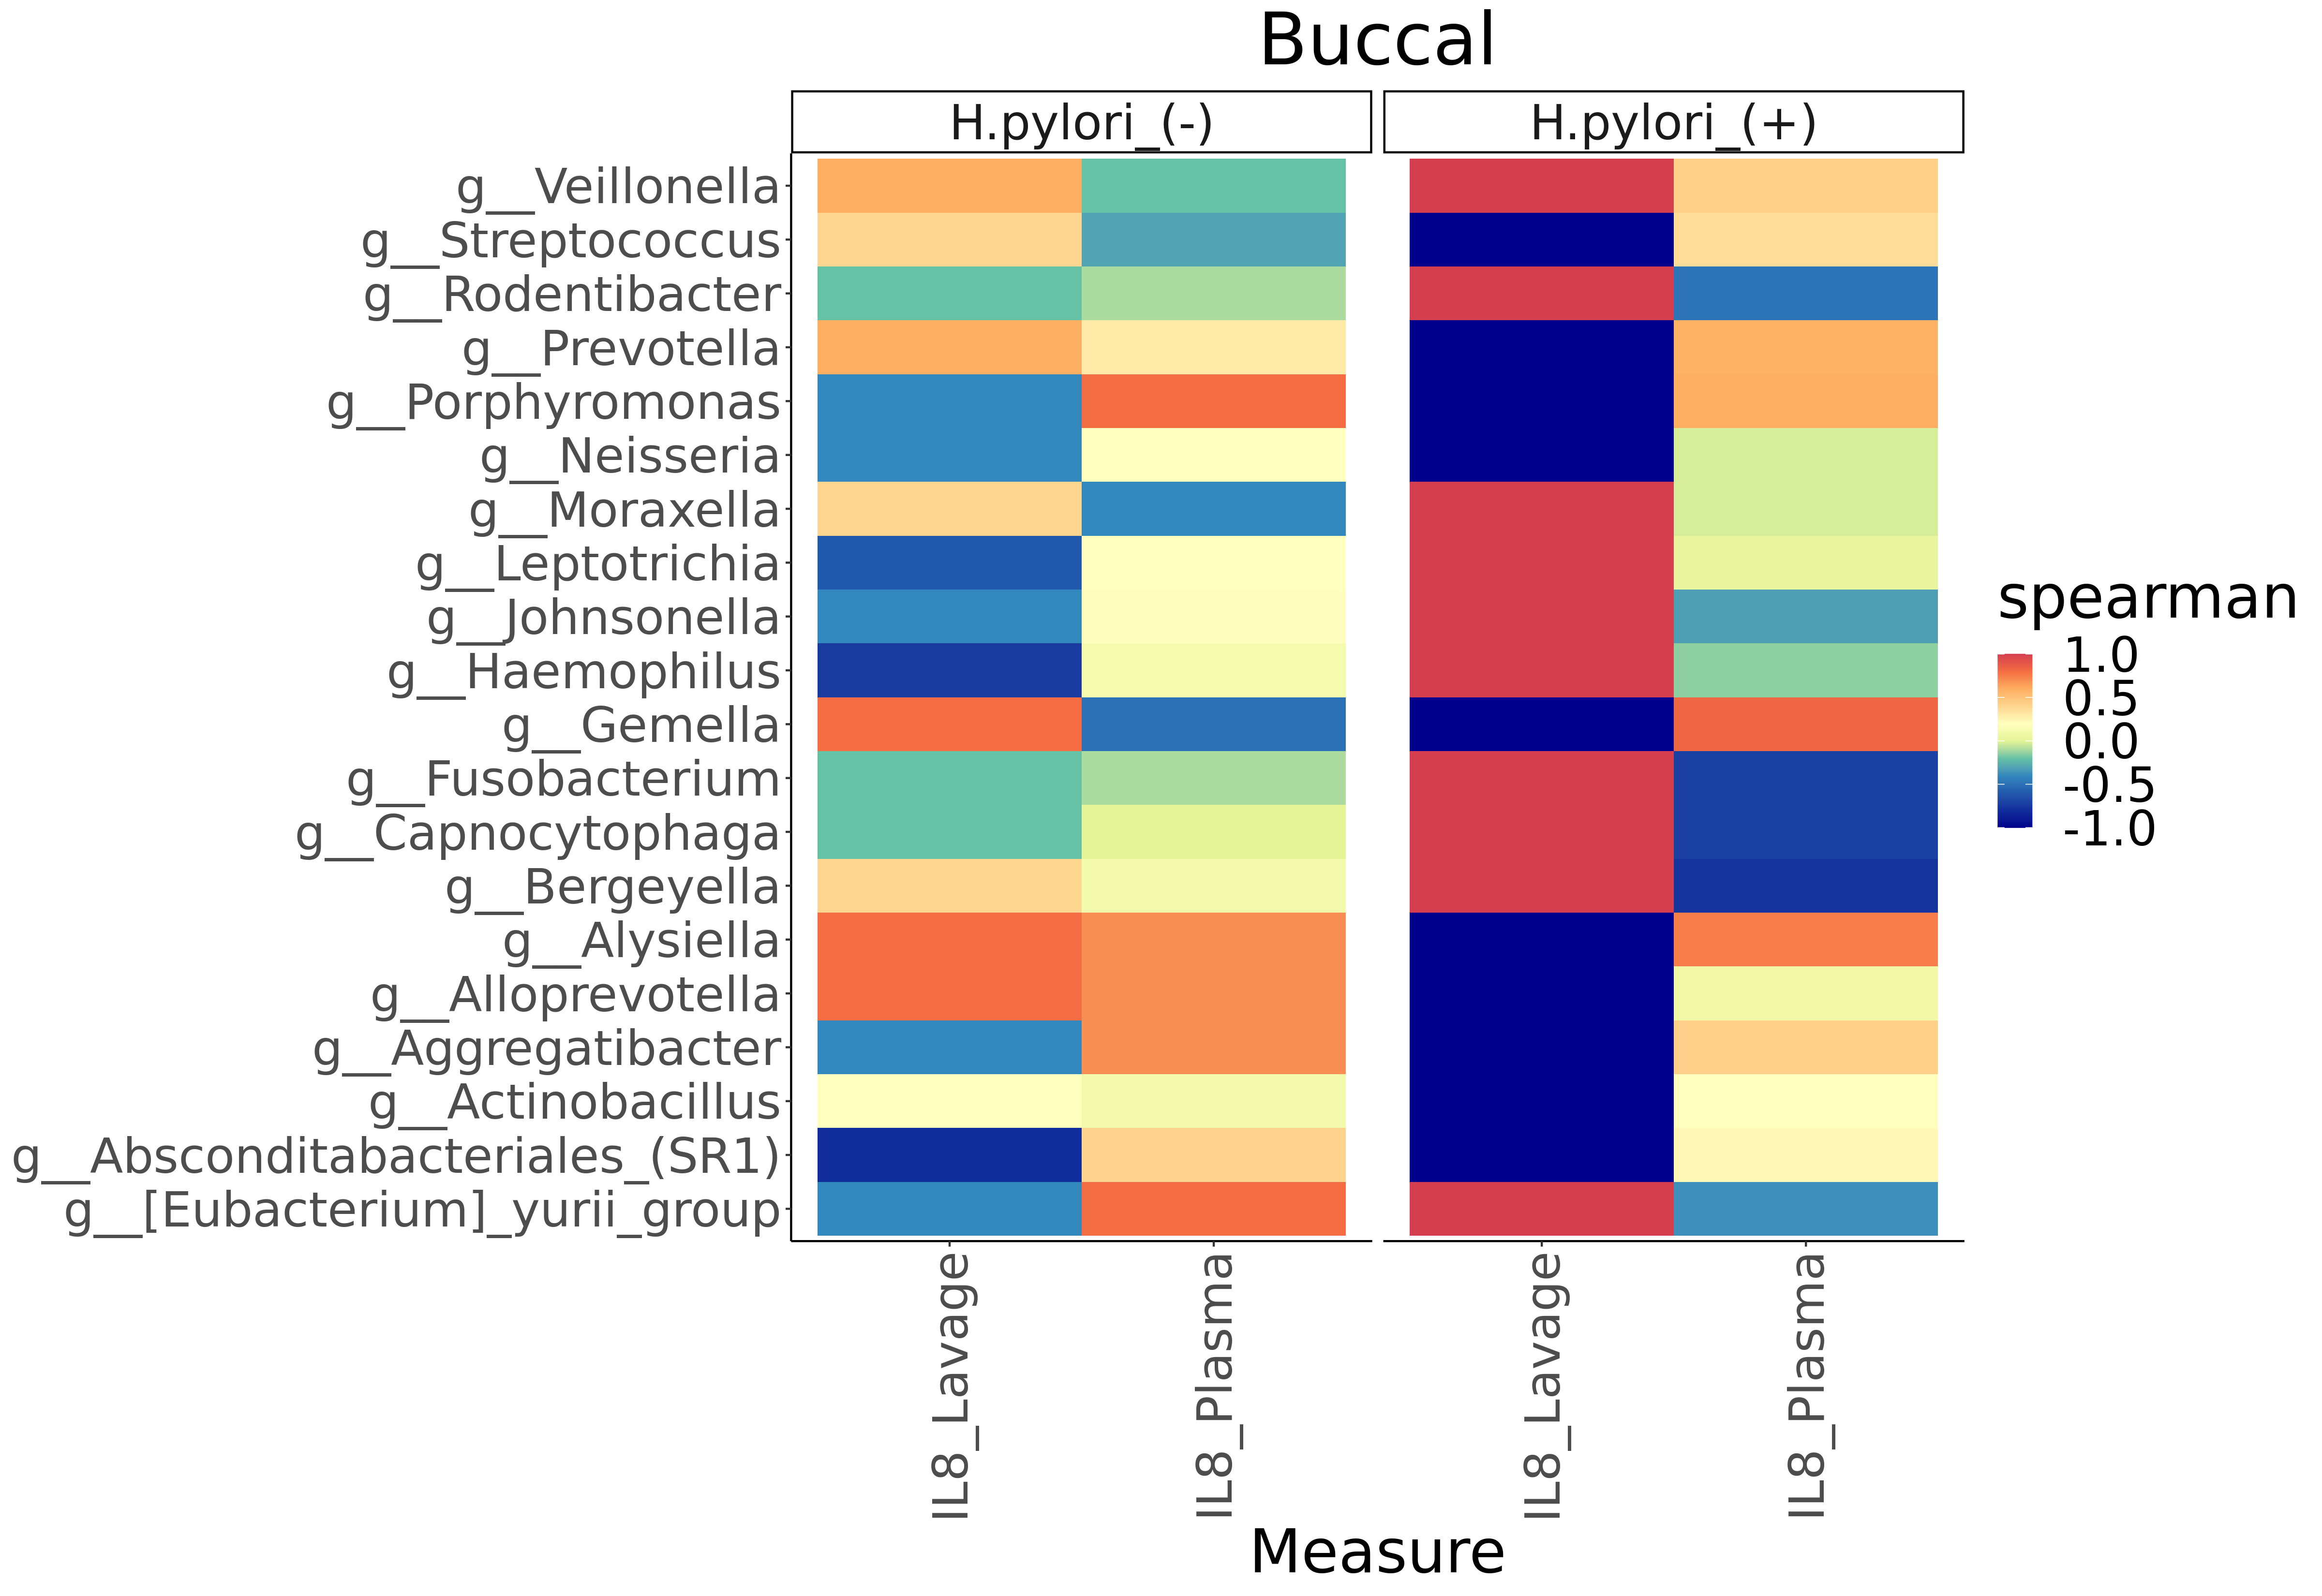 Buccal
H.pylori_(-)
H.pylori_(+)
g__Veillonella
g__Streptococcus
g__Rodentibacter
g__Prevotella
g__Porphyromonas
g__Neisseria
g__Moraxella
g__Leptotrichia
g__Johnsonella
g__Haemophilus
g__Gemella
g__Fusobacterium
g__Capnocytophaga
g__Bergeyella
g__Alysiella
g__Alloprevotella
g__Aggregatibacter
g__Actinobacillus
g__Absconditabacteriales_(SR1)
g__[Eubacterium]_yurii_group
IL8_Lavage
IL8_Plasma
IL8_Lavage
IL8_Plasma
Measure
spearman
1.0
0.5
0.0
-0.5
-1.0